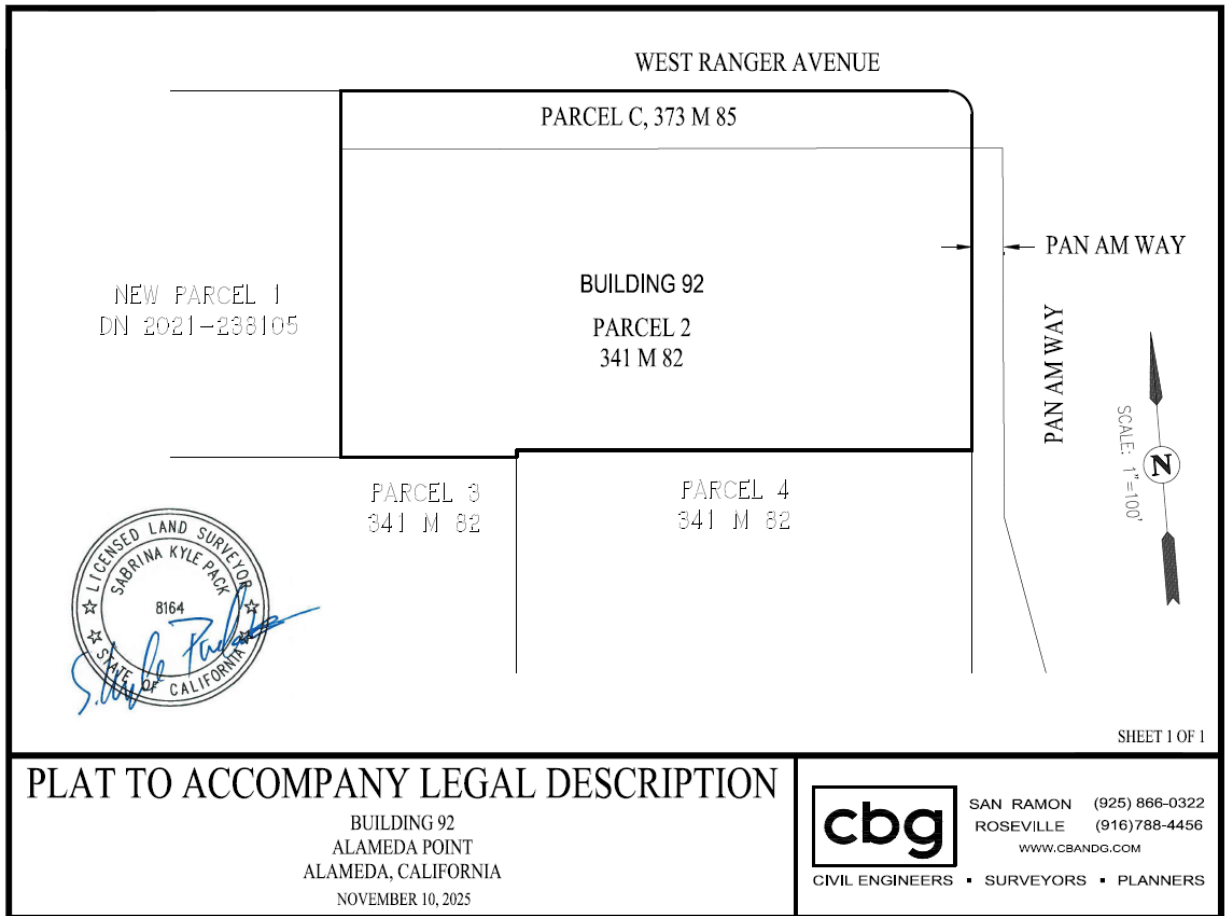 WEST RANGER AVENUE
PARCEL C, 373 M 85
PAN AM WAY
NEW PARCEL 1
DN 2021-238105
BUILDING 92
PARCEL 2
341 M 82
PAN AM WAY
SCALE: 1"=100'
N
PARCEL 3
341 M 82
PARCEL 4
341 M 82
LICENSED LAND SURVEYOR
SABRINA KYLE PACK
8164
STATE OF CALIFORNIA
SHEET 1 OF 1
PLAT TO ACCOMPANY LEGAL DESCRIPTION
BUILDING 92
ALAMEDA POINT
ALAMEDA, CALIFORNIA
NOVEMBER 10, 2025
cbg
SAN RAMON (925) 866-0322
ROSEVILLE (916)788-4456
WWW.CBANDG.COM
CIVIL ENGINEERS ▪ SURVEYORS ▪ PLANNERS